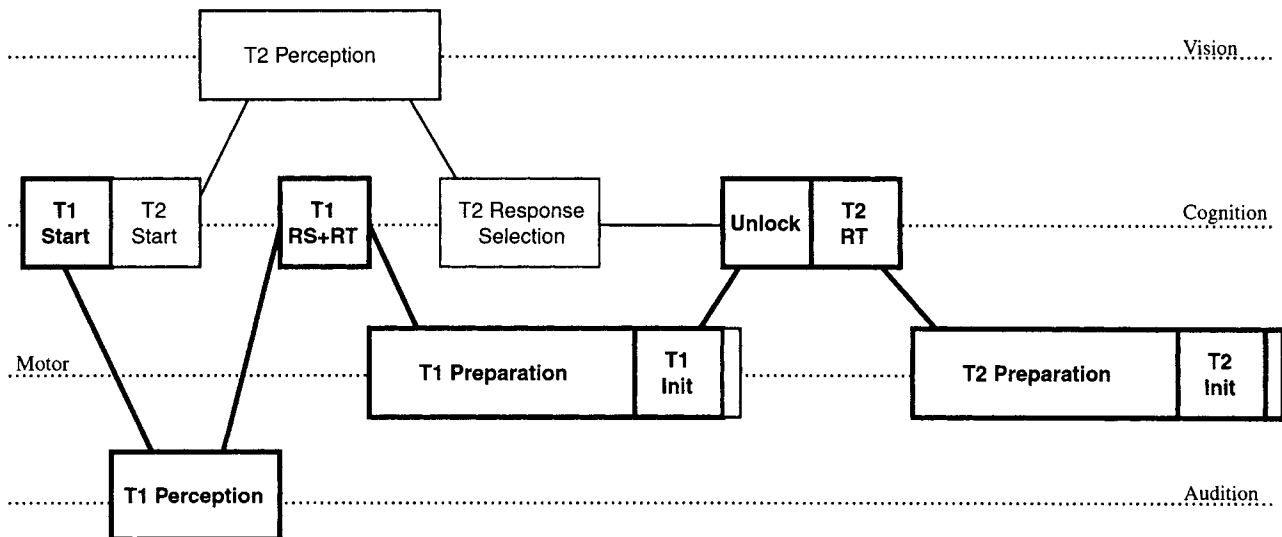 T2 Perception
Vision
T1
Start
T2
Start
T1
RS+RT
T2 Response
Selection
Unlock
T2
RT
Cognition
Motor
T1 Preparation
T1
Init
T2 Preparation
T2
Init
T1 Perception
Audition